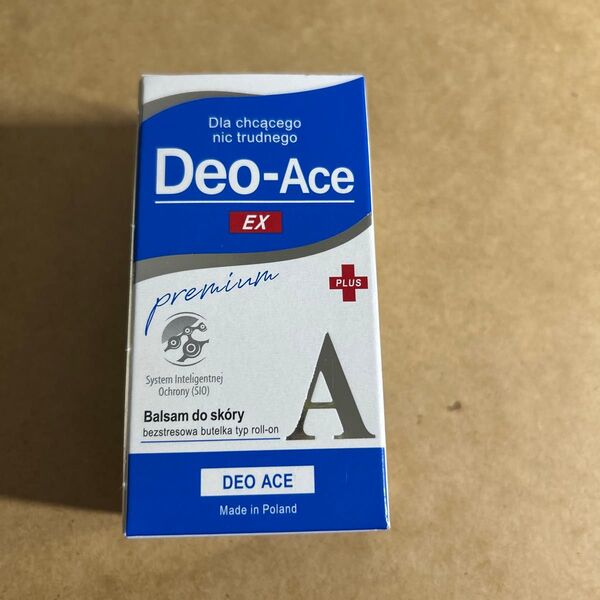 Dla chcącego
nic trudnego
Deo-Ace
EX
premium
PLUS
System Inteligentnej
Ochrony (SIO)
A
Balsam do skóry
bezstresowa butelka typ roll-on
DEO ACE
Made in Poland